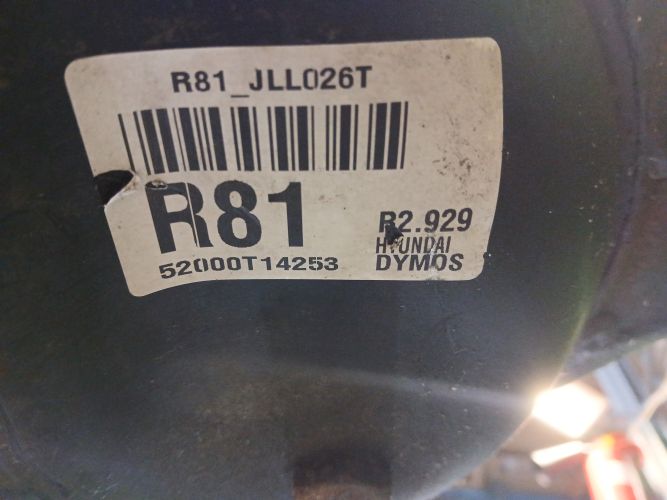 R81_JLL026T
R81
R2.929
HYUNDAI
52000T14253
DYMOS